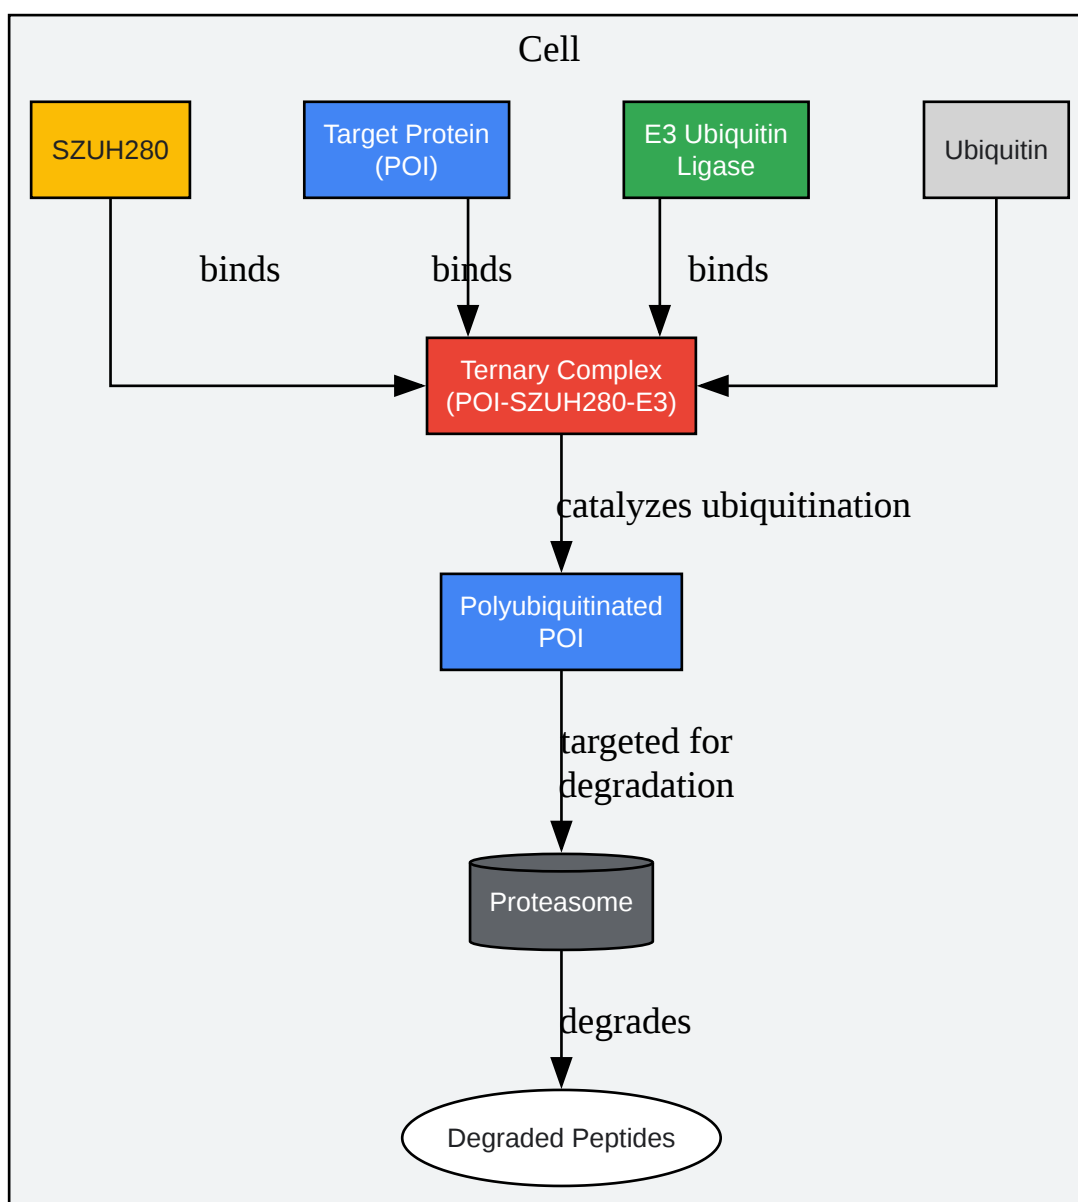 Cell
SZUH280
Target Protein
(POI)
E3 Ubiquitin
Ligase
Ubiquitin
binds
binds
binds
Ternary Complex
(POI-SZUH280-E3)
catalyzes ubiquitination
Polyubiquitinated
POI
targeted for
degradation
Proteasome
degrades
Degraded Peptides